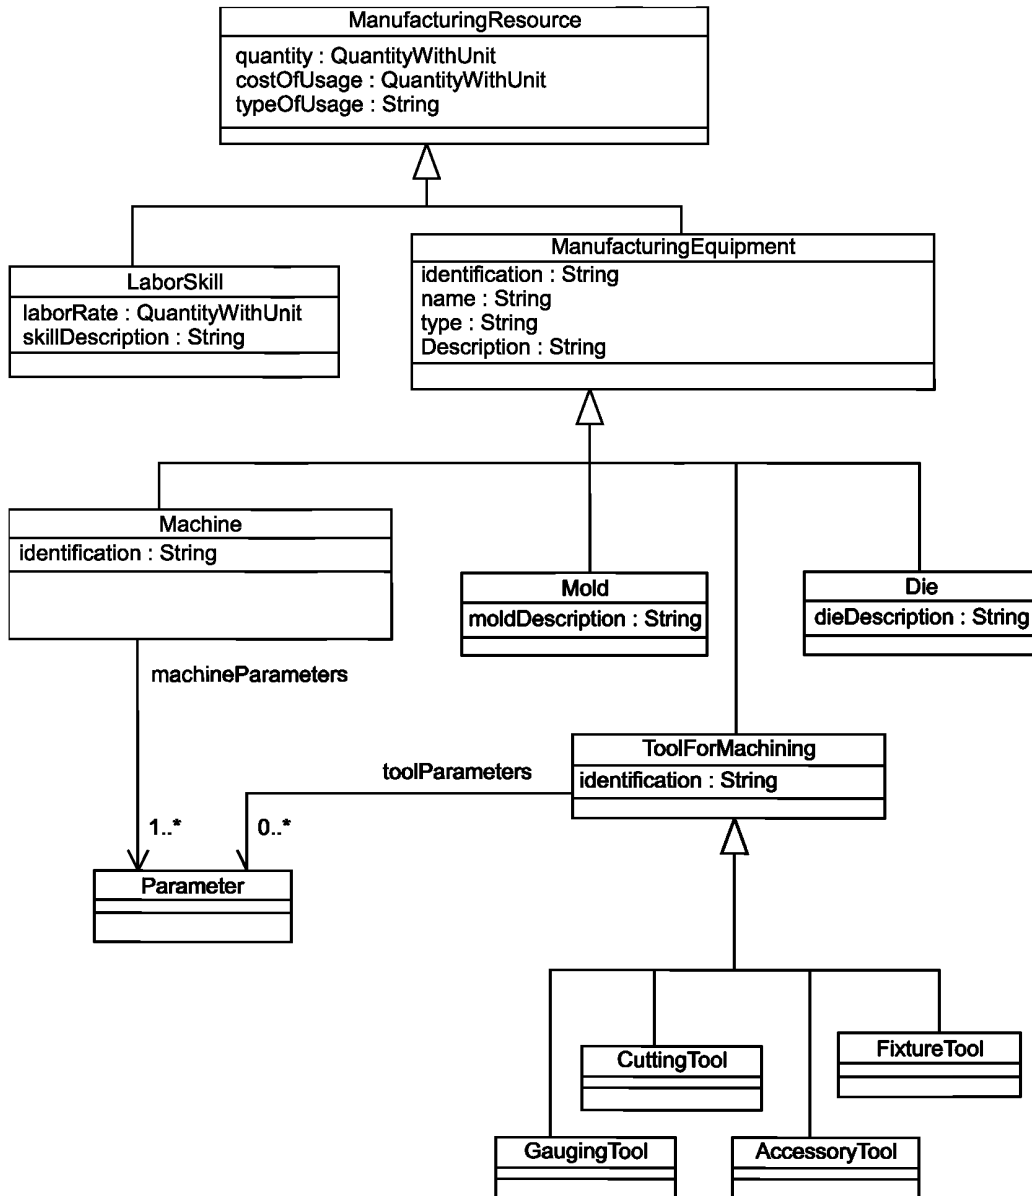 ManufacturingResource
quantity : QuantityWithUnit
costOfUsage : QuantityWithUnit
typeOfUsage : String
ManufacturingEquipment
identification : String
name : String
type : String
Description : String
LaborSkill
laborRate : QuantityWithUnit
skillDescription : String
Machine
identification : String
Mold
moldDescription : String
Die
dieDescription : String
machineParameters
ToolForMachining
identification : String
toolParameters
1..*
0..*
Parameter
CuttingTool
FixtureTool
GaugingTool
AccessoryTool